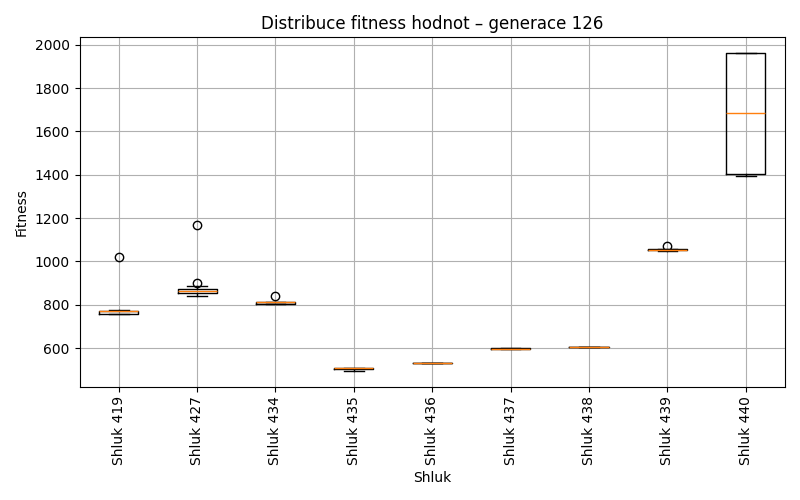 Distribuce fitness hodnot – generace 126
Fitness
2000
1800
1600
1400
1200
1000
800
600
Shluk 419
Shluk 427
Shluk 434
Shluk 435
Shluk 436
Shluk 437
Shluk 438
Shluk 439
Shluk 440
Shluk